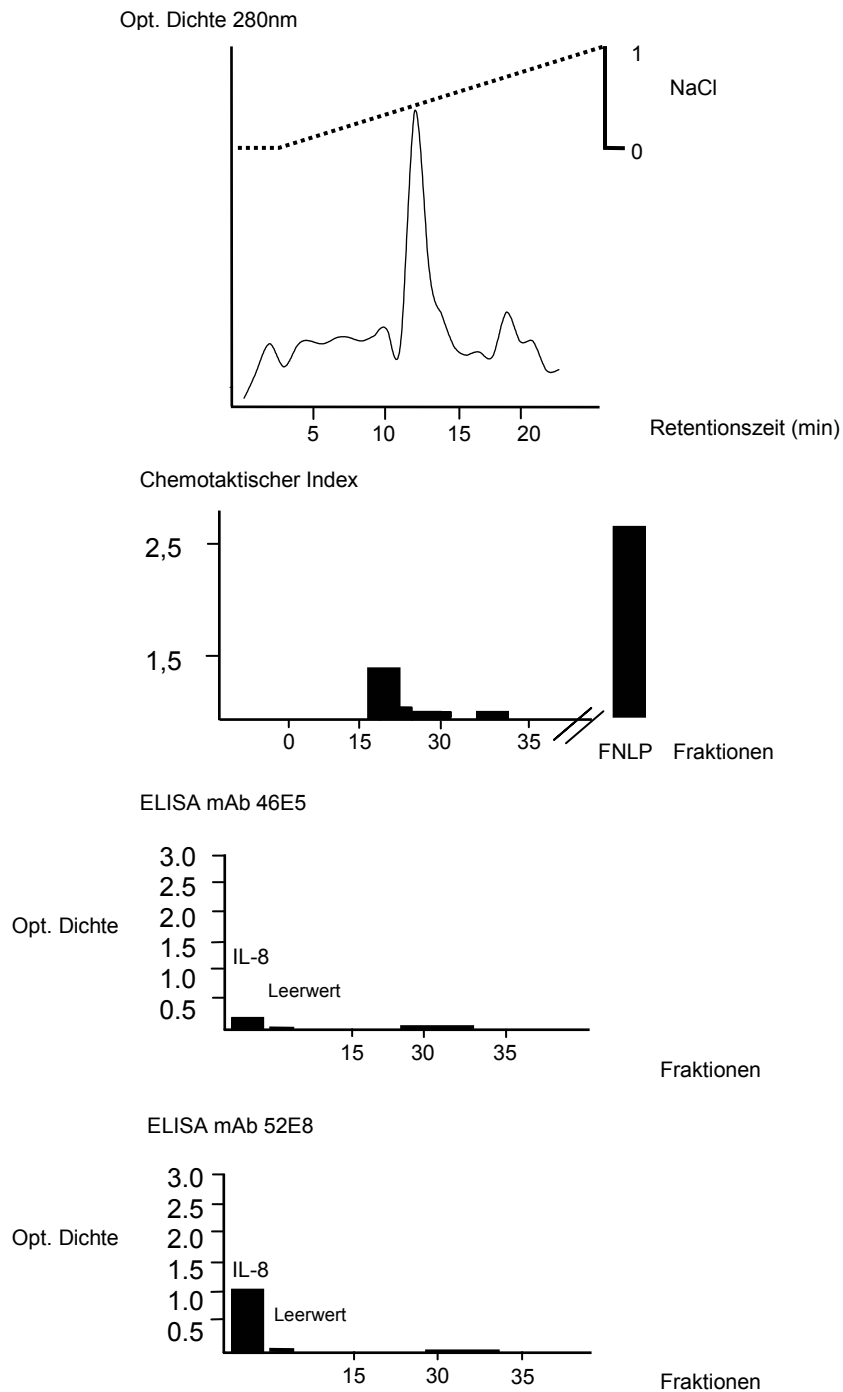 Opt. Dichte 280nm
1
NaCl
0
5 10 15 20
Retentionszeit (min)
Chemotaktischer Index
2,5
1,5
0 15 30 35
FNLP Fraktionen
ELISA mAb 46E5
3.0
2.5
2.0
Opt. Dichte
1.5
IL-8
1.0
Leerwert
0.5
15 30 35
Fraktionen
ELISA mAb 52E8
3.0
2.5
2.0
Opt. Dichte
1.5
IL-8
1.0
Leerwert
0.5
15 30 35
Fraktionen